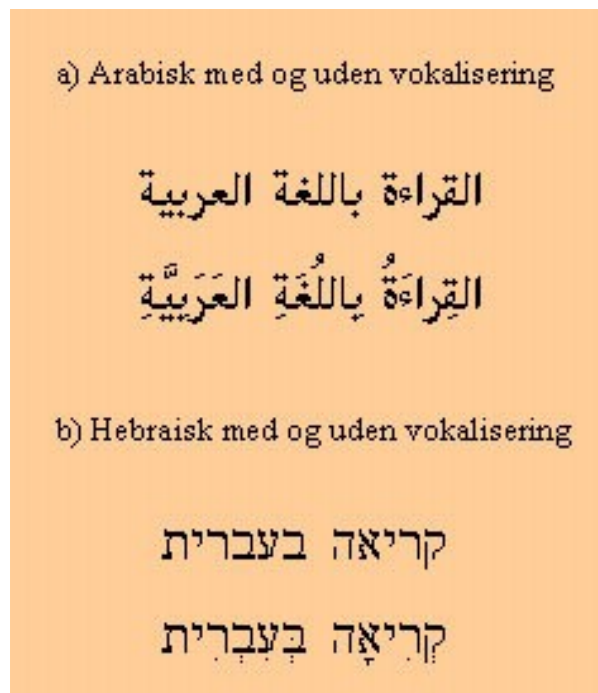 a) Arabisk med og uden vokalisering
القراءة باللغة العربية
القِراءَةُ بِاللُغَةِ العَرَبِيَّةِ
b) Hebraisk med og uden vokalisering
קריאה בעברית
קְרִיאָה בְּעִבְרִית